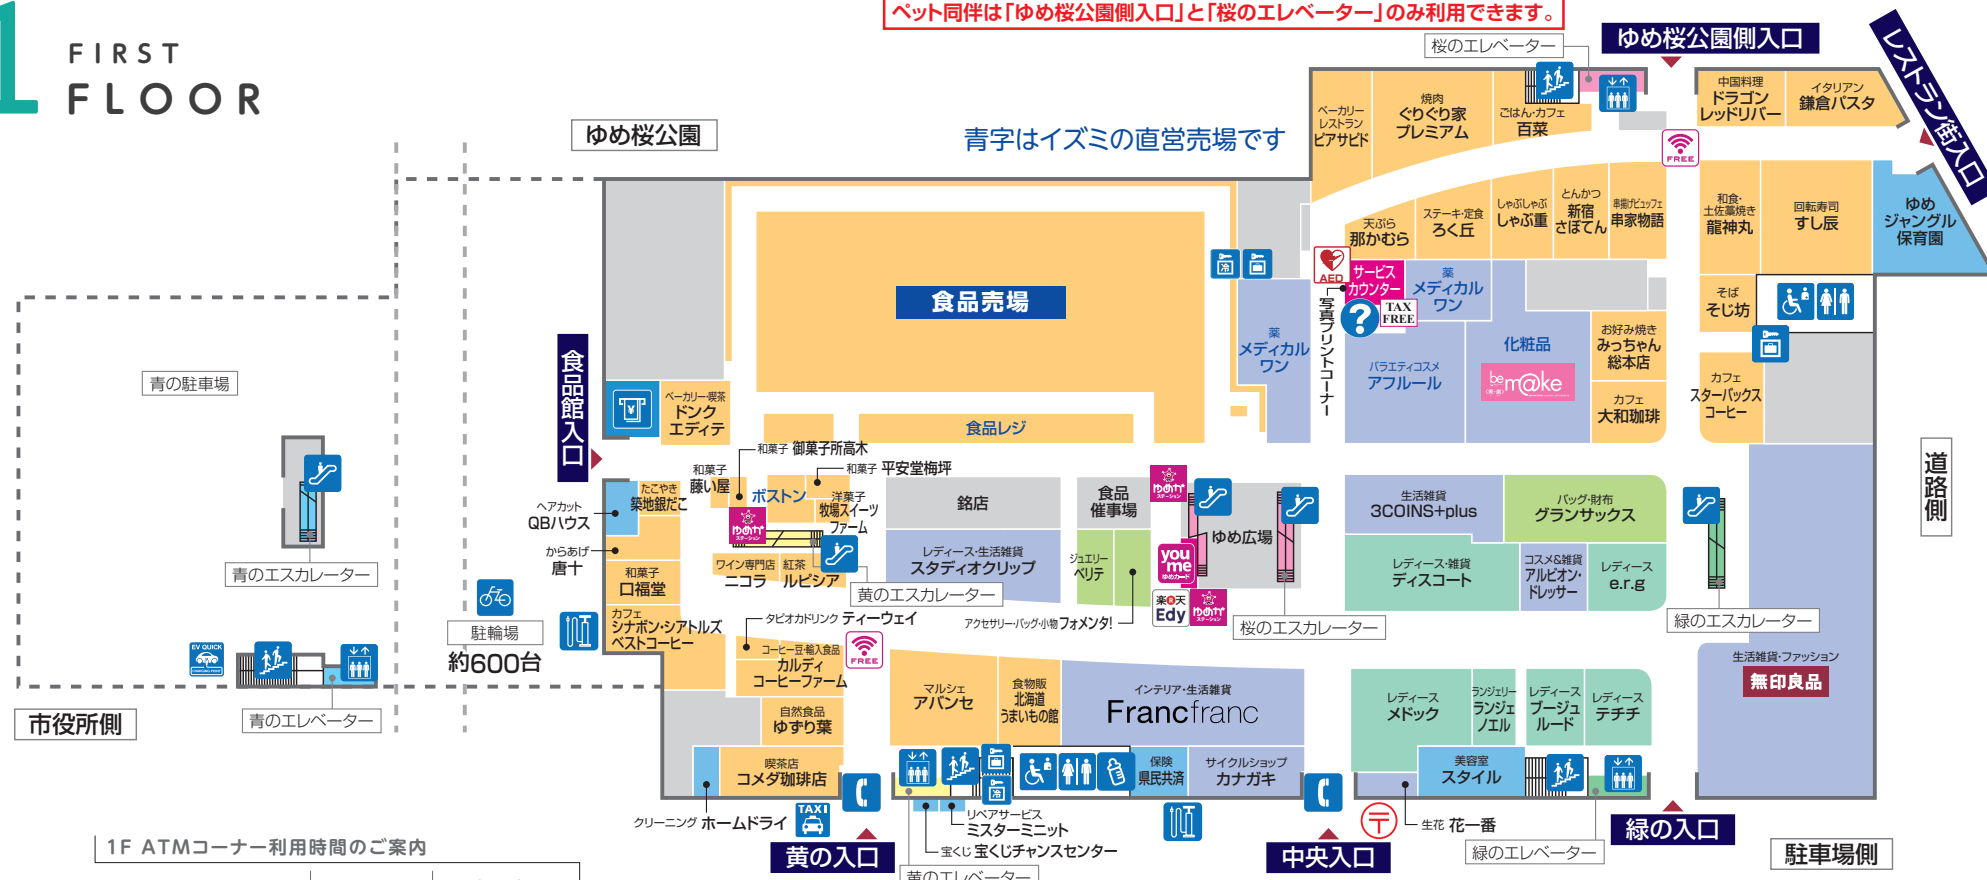 ペット同伴は「ゆめ桜公園側入口」と「桜のエレベーター」のみ利用できます。
1
FIRST
FLOOR
桜のエレベーター
ゆめ桜公園側入口
レストラン街入口
ゆめ桜公園
青字はイズミの直営売場です
ベーカリー
レストラン
ピアサピド
焼肉
ぐりぐり家
プレミアム
ごはん・カフェ
百菜
中国料理
ドラゴン
レッドリバー
イタリアン
鎌倉パスタ
FREE
天ぷら
那かむら
ステーキ・定食
ろく丘
しゃぶしゃぶ
しゃぶ重
とんかつ
新宿
さぼてん
串揚げビュッフェ
串家物語
和食・
土佐藁焼き
龍神丸
回転寿司
すし辰
ゆめ
ジャングル
保育園
食品売場
冷
AED
サービス
カウンター
?
TAX
FREE
写真プリントコーナー
薬
メディカル
ワン
薬
メディカル
ワン
バラエティコスメ
アフルール
化粧品
be m@ke
お好み焼き
みっちゃん
総本店
カフェ
大和珈琲
そば
そじ坊
カフェ
スターバックス
コーヒー
青の駐車場
食品館入口
¥
ベーカリー・喫茶
ドンク
エディテ
食品レジ
和菓子 御菓子所高木
和菓子 平安堂梅坪
和菓子
藤い屋
ボストン
洋菓子
牧場スイーツ
ファーム
たこやき
築地銀だこ
ヘアカット
QBハウス
からあげ
唐十
和菓子
口福堂
ゆめか
ステーション
ワイン専門店
ニコラ
紅茶
ルピシア
黄のエスカレーター
銘店
レディース・生活雑貨
スタディオクリップ
食品
催事場
ジュエリー
ベリテ
アクセサリー・バッグ・小物 フォメンタ!
ゆめか
ステーション
ゆめ広場
you
me
ゆめカード
楽天
Edy
ゆめか
ステーション
桜のエスカレーター
生活雑貨
3COINS+plus
バッグ・財布
グランサックス
レディース・雑貨
ディスコート
コスメ&雑貨
アルビオン・
ドレッサー
レディース
e.r.g
緑のエスカレーター
道路側
青のエスカレーター
駐輪場
約600台
カフェ
シナボン・シアトルズ
ベストコーヒー
タピオカドリンク ティーウェイ
コーヒー豆・輸入食品
カルディ
コーヒーファーム
FREE
自然食品
ゆずり葉
喫茶店
コメダ珈琲店
マルシェ
アバンセ
食物販
北海道
うまいもの館
インテリア・生活雑貨
Francfranc
冷
保険
県民共済
サイクルショップ
カナガキ
レディース
メドック
ランジェリー
ランジェ
ノエル
レディース
ブージュ
ルード
レディース
テチチ
美容室
スタイル
生活雑貨・ファッション
無印良品
EV QUICK
青のエレベーター
市役所側
クリーニング ホームドライ
TAXI
リペアサービス
ミスターミニット
宝くじ 宝くじチャンスセンター
黄の入口
黄のエレベーター
中央入口
〒
生花 花一番
緑のエレベーター
緑の入口
駐車場側
1F ATMコーナー利用時間のご案内